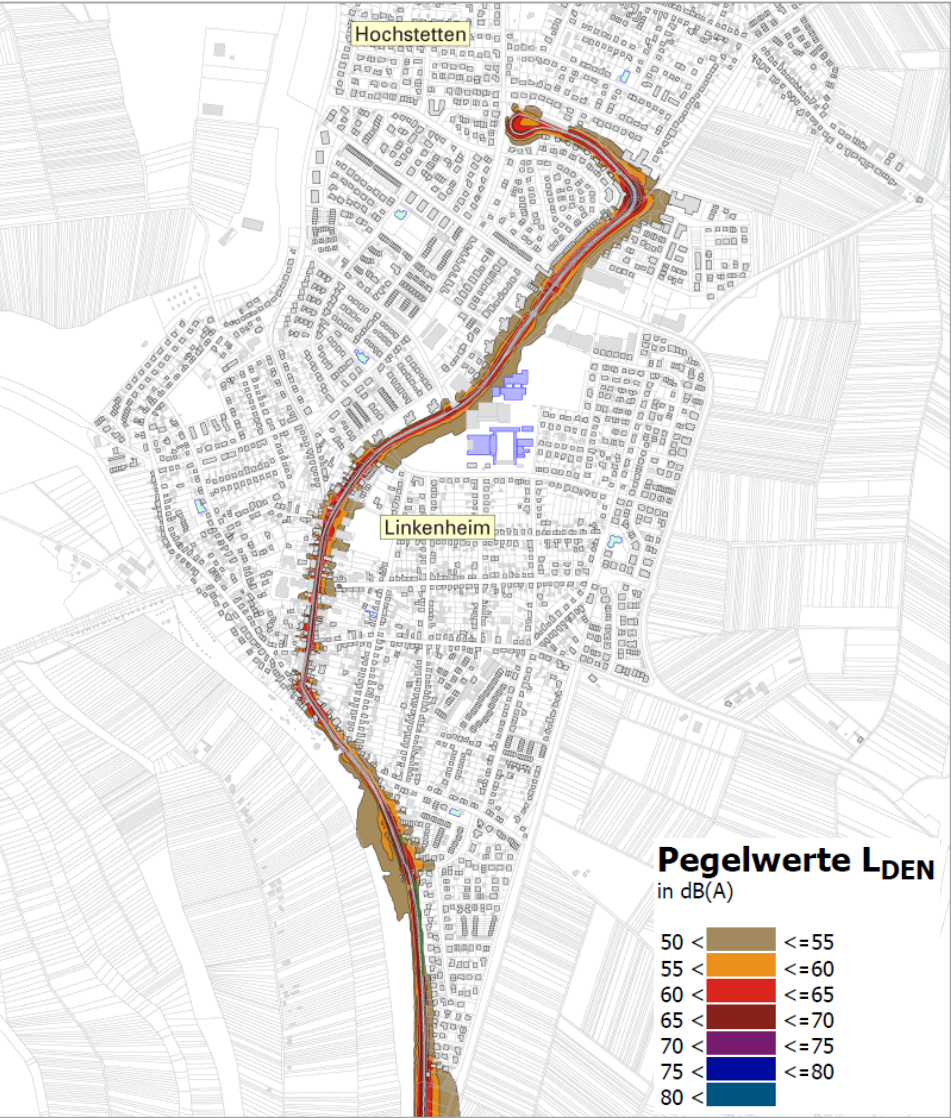 Hochstetten
Linkenheim
Pegelwerte LDEN
in dB(A)
50 < <=55
55 < <=60
60 < <=65
65 < <=70
70 < <=75
75 < <=80
80 <